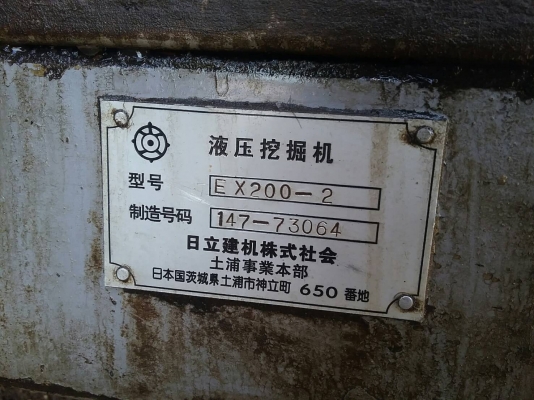 液压挖掘机
型号 EX200-2
制造号码 147-73064
日立建机株式社会
土浦事業本部
日本国茨城県土浦市神立町 650 番地